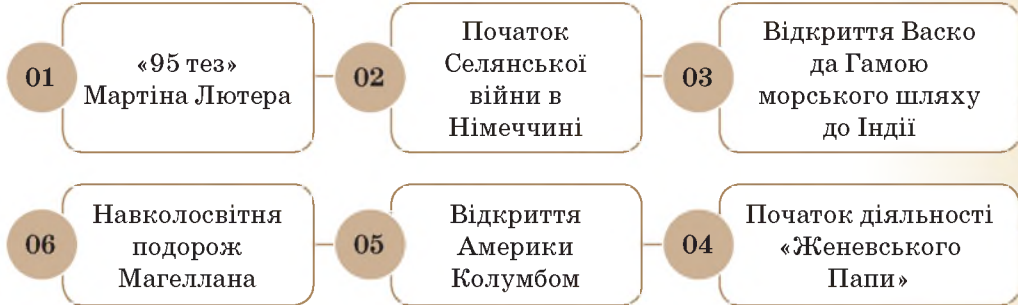 01
«95 тез»
Мартіна Лютера
02
Початок
Селянської
війни в
Німеччині
03
Відкриття Васко
да Гамою
морського шляху
до Індії
06
Навколосвітня
подорож
Магеллана
05
Відкриття
Америки
Колумбом
04
Початок діяльності
«Женевського
Папи»